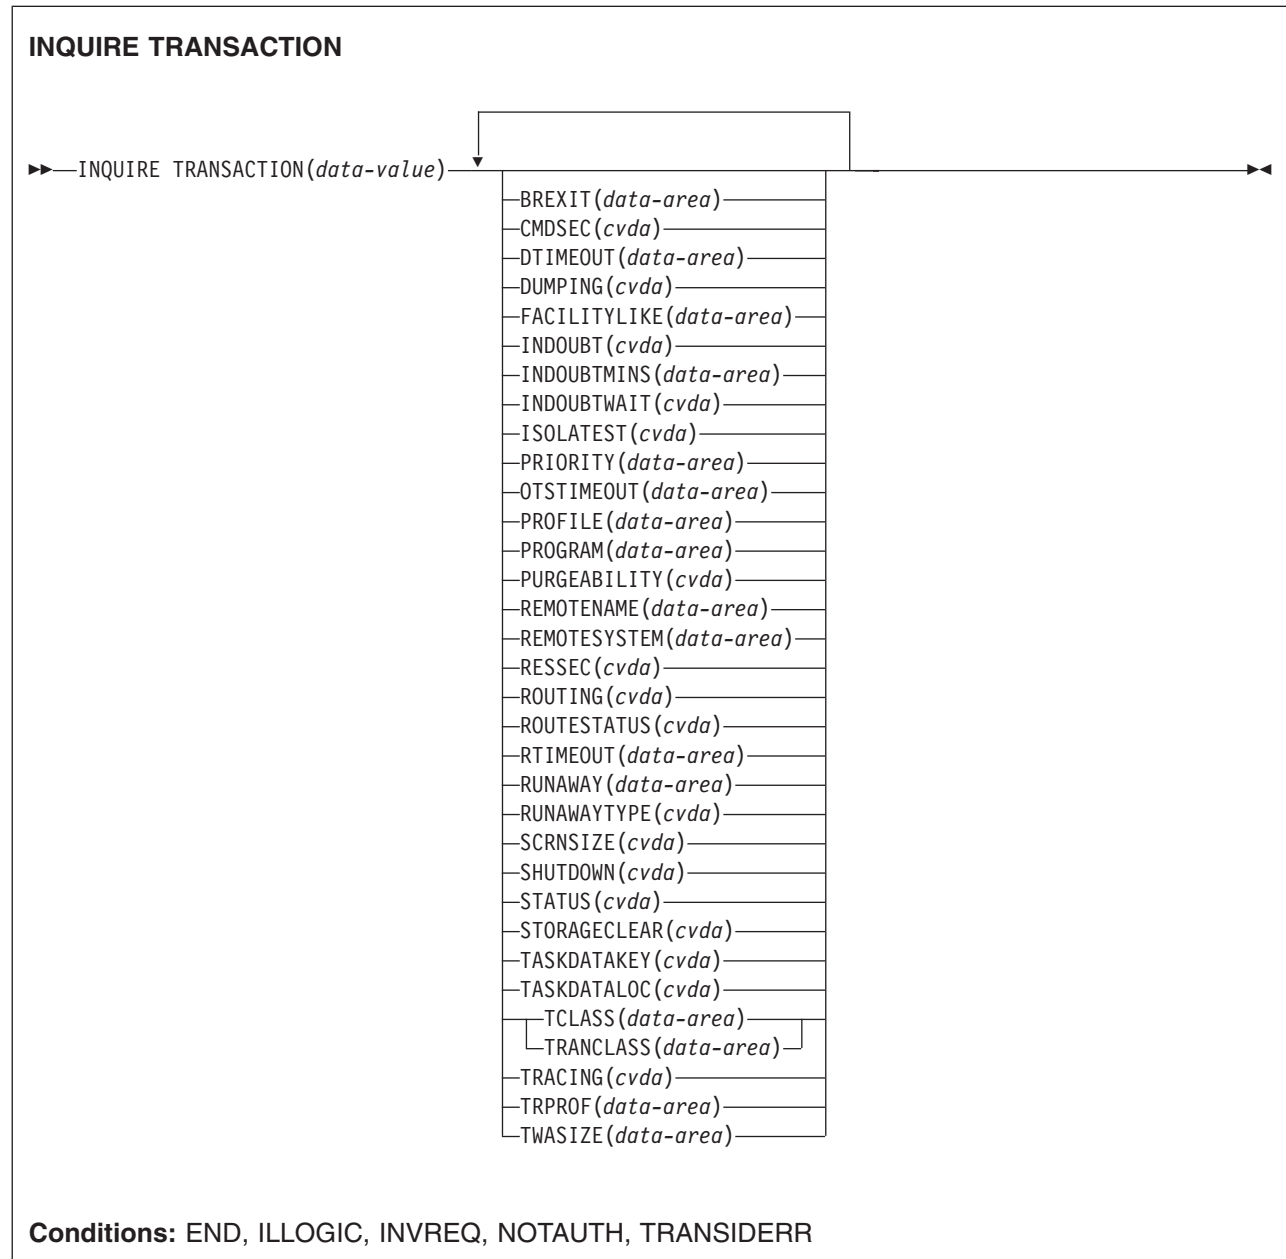 INQUIRE TRANSACTION
INQUIRE TRANSACTION(data-value)
BREXIT(data-area)
CMDSEC(cvda)
DTIMEOUT(data-area)
DUMPING(cvda)
FACILITYLIKE(data-area)
INDOUBT(cvda)
INDOUBTMINS(data-area)
INDOUBTWAIT(cvda)
ISOLATEST(cvda)
PRIORITY(data-area)
OTSTIMEOUT(data-area)
PROFILE(data-area)
PROGRAM(data-area)
PURGEABILITY(cvda)
REMOTENAME(data-area)
REMOTESYSTEM(data-area)
RESSEC(cvda)
ROUTING(cvda)
ROUTESTATUS(cvda)
RTIMEOUT(data-area)
RUNAWAY(data-area)
RUNAWAYTYPE(cvda)
SCRNSIZE(cvda)
SHUTDOWN(cvda)
STATUS(cvda)
STORAGECLEAR(cvda)
TASKDATAKEY(cvda)
TASKDATALOC(cvda)
TCLASS(data-area)
TRANCLASS(data-area)
TRACING(cvda)
TRPROF(data-area)
TWASIZE(data-area)
Conditions: END, ILLOGIC, INVREQ, NOTAUTH, TRANSIDERR